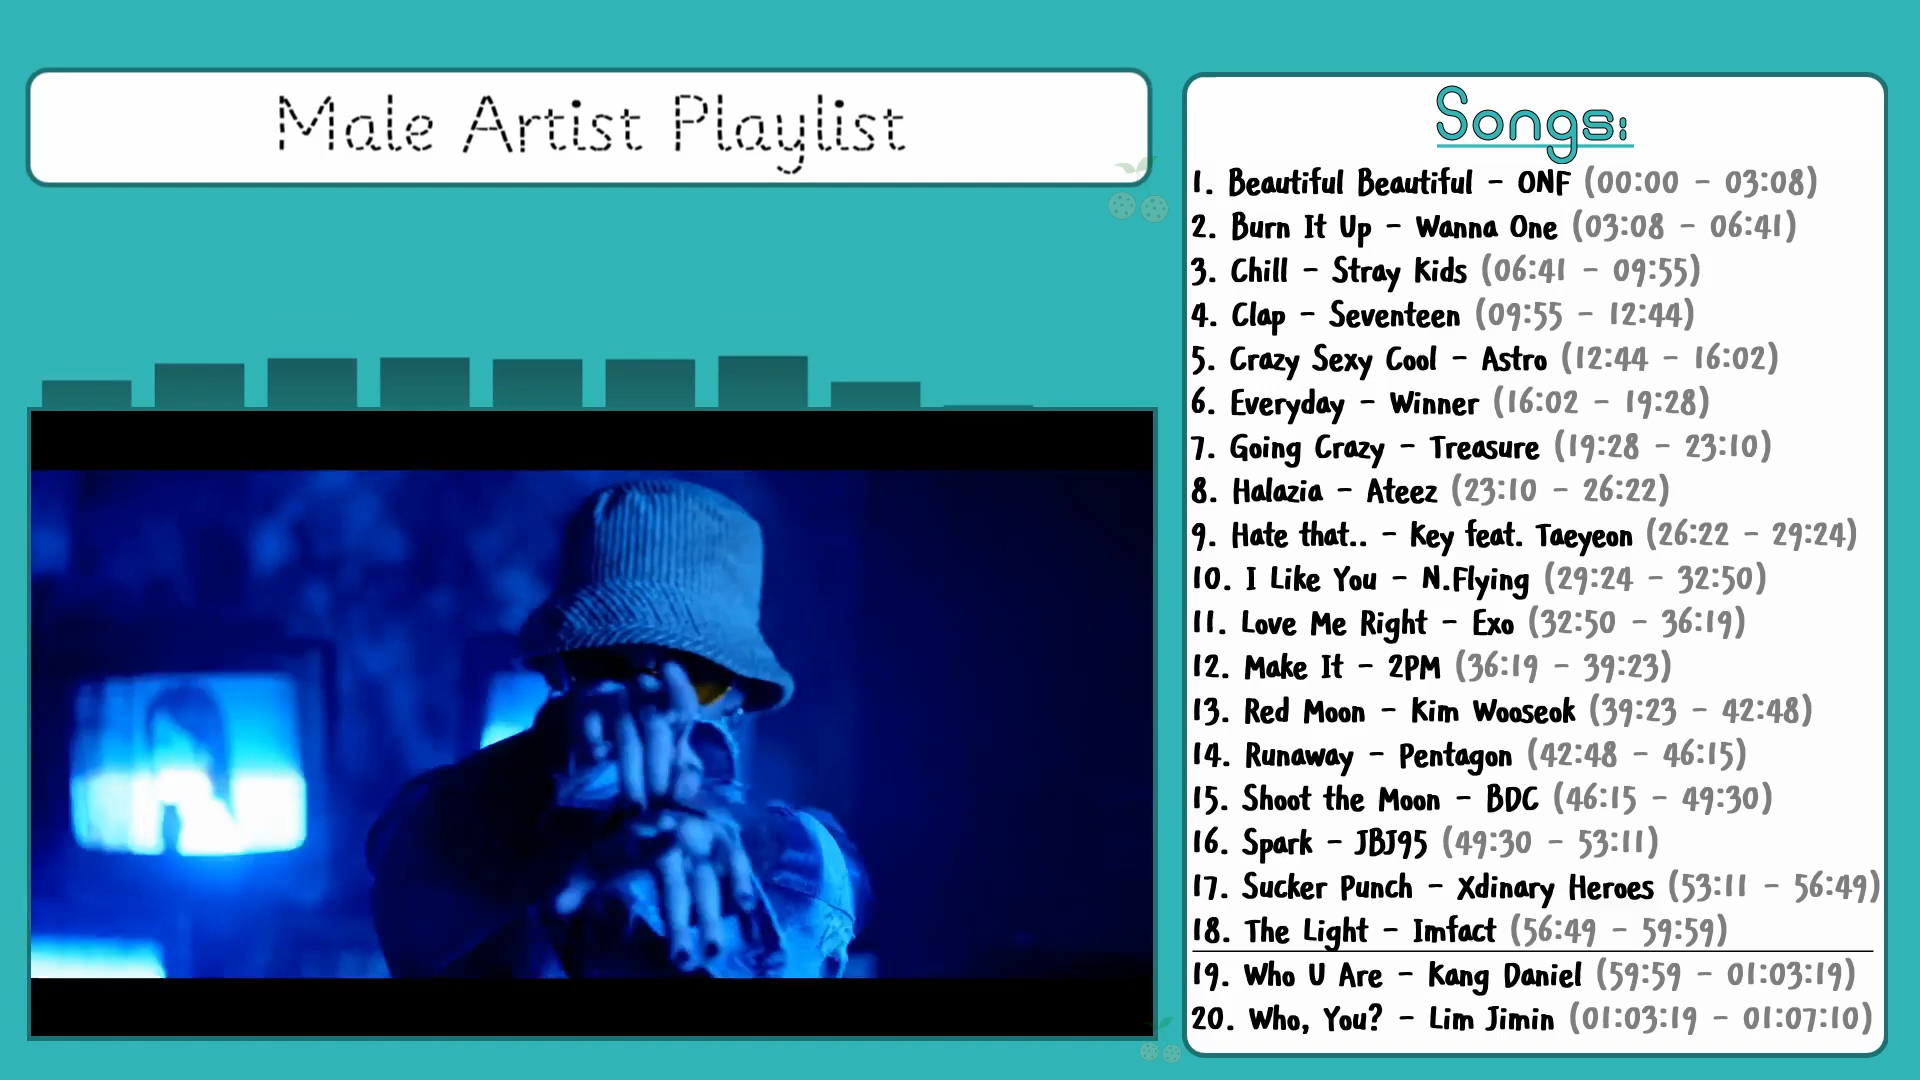 Male Artist Playlist
Songs:
1. Beautiful Beautiful - ONF (00:00 - 03:08)
2. Burn It Up - Wanna One (03:08 - 06:41)
3. Chill - Stray Kids (06:41 - 09:55)
4. Clap - Seventeen (09:55 - 12:44)
5. Crazy Sexy Cool - Astro (12:44 - 16:02)
6. Everyday - Winner (16:02 - 19:28)
7. Going Crazy - Treasure (19:28 - 23:10)
8. Halazia - Ateez (23:10 - 26:22)
9. Hate that.. - Key feat. Taeyeon (26:22 - 29:24)
10. I Like You - N.Flying (29:24 - 32:50)
11. Love Me Right - Exo (32:50 - 36:19)
12. Make It - 2PM (36:19 - 39:23)
13. Red Moon - Kim Wooseok (39:23 - 42:48)
14. Runaway - Pentagon (42:48 - 46:15)
15. Shoot the Moon - BDC (46:15 - 49:30)
16. Spark - JBJ95 (49:30 - 53:11)
17. Sucker Punch - Xdinary Heroes (53:11 - 56:49)
18. The Light - Imfact (56:49 - 59:59)
19. Who U Are - Kang Daniel (59:59 - 01:03:19)
20. Who, You? - Lim Jimin (01:03:19 - 01:07:10)